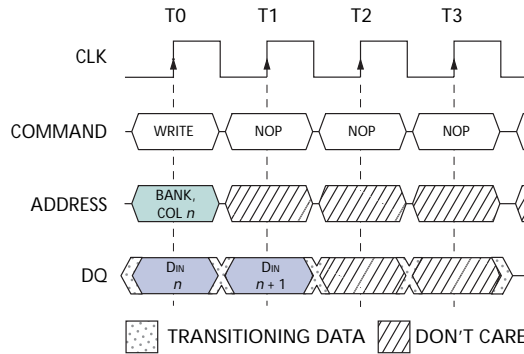 T0 T1 T2 T3
CLK
COMMAND WRITE NOP NOP NOP
ADDRESS BANK,
COL n
DQ DIN DIN
n n + 1
TRANSITIONING DATA DON'T CARE